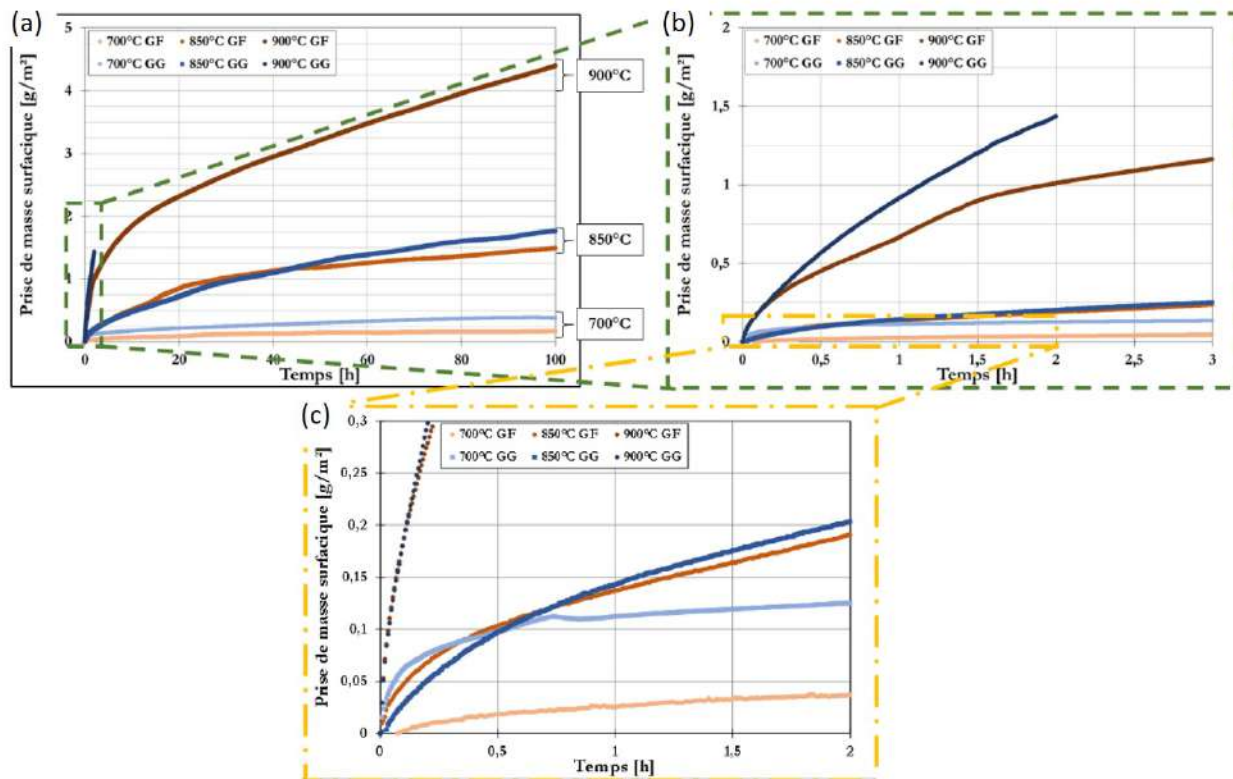 (a)
Prise de masse surfacique [g/m²]
5
4
3
2
1
0
700°C GF 850°C GF 900°C GF
700°C GG 850°C GG 900°C GG
900°C
850°C
700°C
0 20 40 60 80 100
Temps [h]
(b)
Prise de masse surfacique [g/m²]
2
1,5
1
0,5
0
700°C GF 850°C GF 900°C GF
700°C GG 850°C GG 900°C GG
0 0,5 1 1,5 2 2,5 3
Temps [h]
(c)
Prise de masse surfacique [g/m²]
0,3
0,25
0,2
0,15
0,1
0,05
0
700°C GF 850°C GF 900°C GF
700°C GG 850°C GG 900°C GG
0 0,5 1 1,5 2
Temps [h]